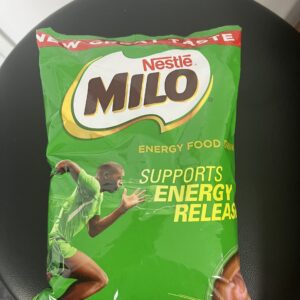 NEW GREAT TASTE
Nestlé
MILO
ENERGY FOOD
SUPPORTS
ENERGY
RELEAS